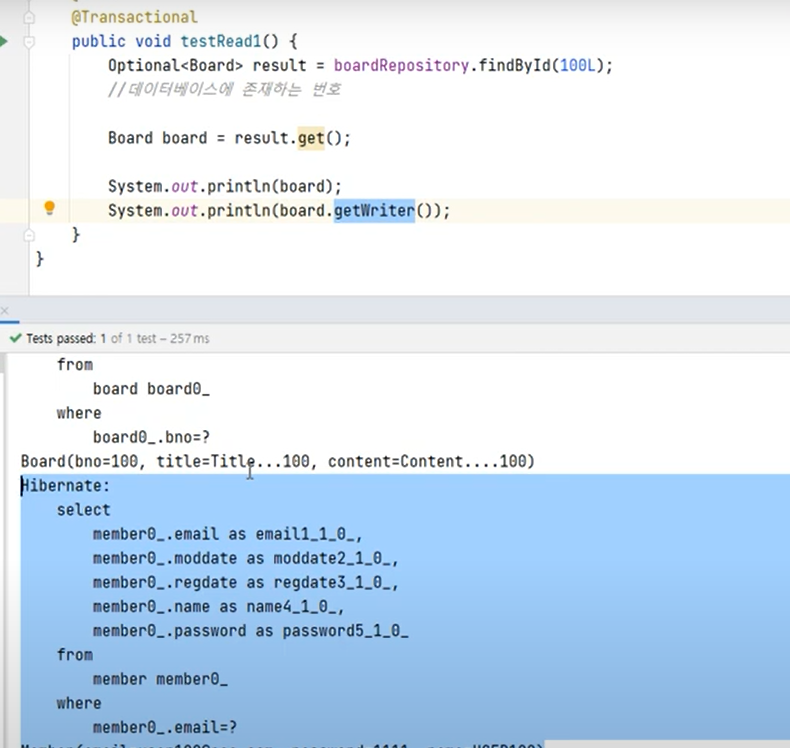 @Transactional
public void testRead1() {
Optional<Board> result = boardRepository.findById(100L);
//데이터베이스에 존재하는 번호
Board board = result.get();
System.out.println(board);
System.out.println(board.getWriter());
}
}
Tests passed: 1 of 1 test – 257 ms
from
board board0_
where
board0_.bno=?
Board(bno=100, title=Title...100, content=Content....100)
Hibernate:
select
member0_.email as email1_1_0_,
member0_.moddate as moddate2_1_0_,
member0_.regdate as regdate3_1_0_,
member0_.name as name4_1_0_,
member0_.password as password5_1_0_
from
member member0_
where
member0_.email=?